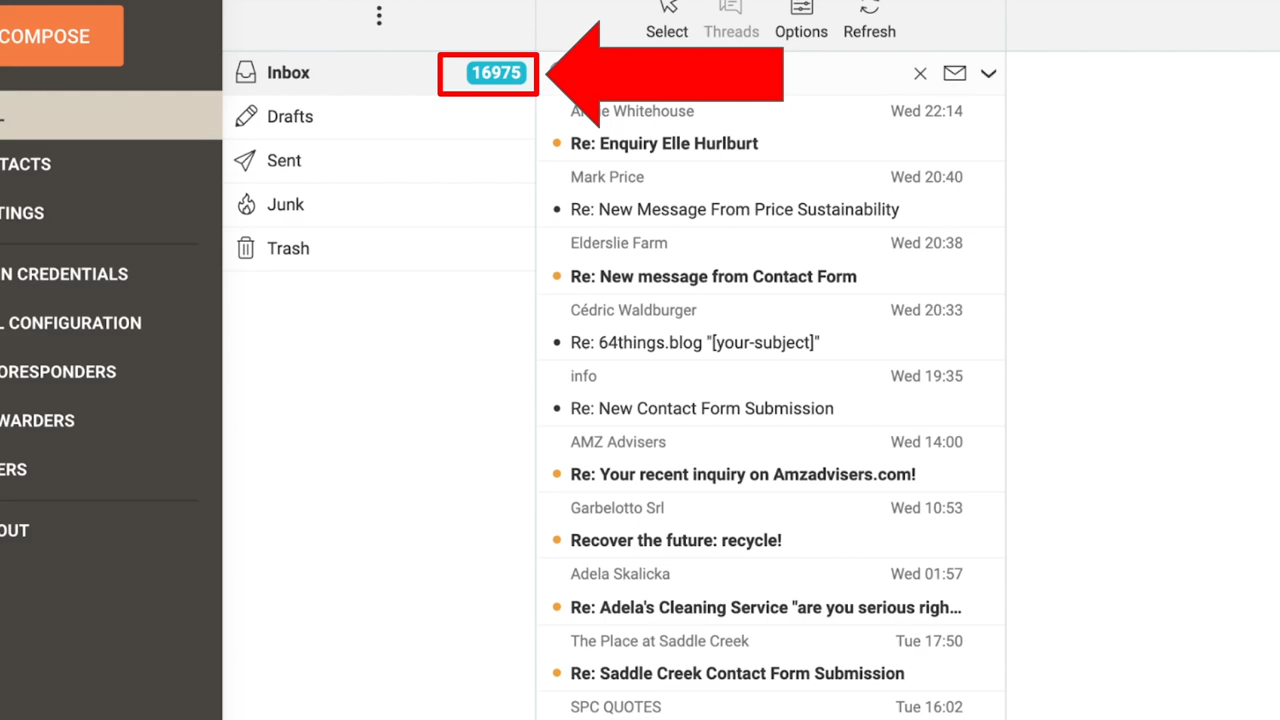 COMPOSE
TACTS
TINGS
N CREDENTIALS
L CONFIGURATION
ORESPONDERS
WARDERS
ERS
OUT
Inbox 16975
Drafts
Sent
Junk
Trash
Select Threads Options Refresh
Whitehouse Wed 22:14
Re: Enquiry Elle Hurlburt
Mark Price Wed 20:40
Re: New Message From Price Sustainability
Elderslie Farm Wed 20:38
Re: New message from Contact Form
Cédric Waldburger Wed 20:33
Re: 64things.blog "[your-subject]"
info Wed 19:35
Re: New Contact Form Submission
AMZ Advisers Wed 14:00
Re: Your recent inquiry on Amzadvisers.com!
Garbelotto Srl Wed 10:53
Recover the future: recycle!
Adela Skalicka Wed 01:57
Re: Adela's Cleaning Service "are you serious righ...
The Place at Saddle Creek Tue 17:50
Re: Saddle Creek Contact Form Submission
SPC QUOTES Tue 16:02